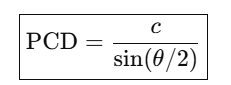 PCD = c / sin(θ/2)